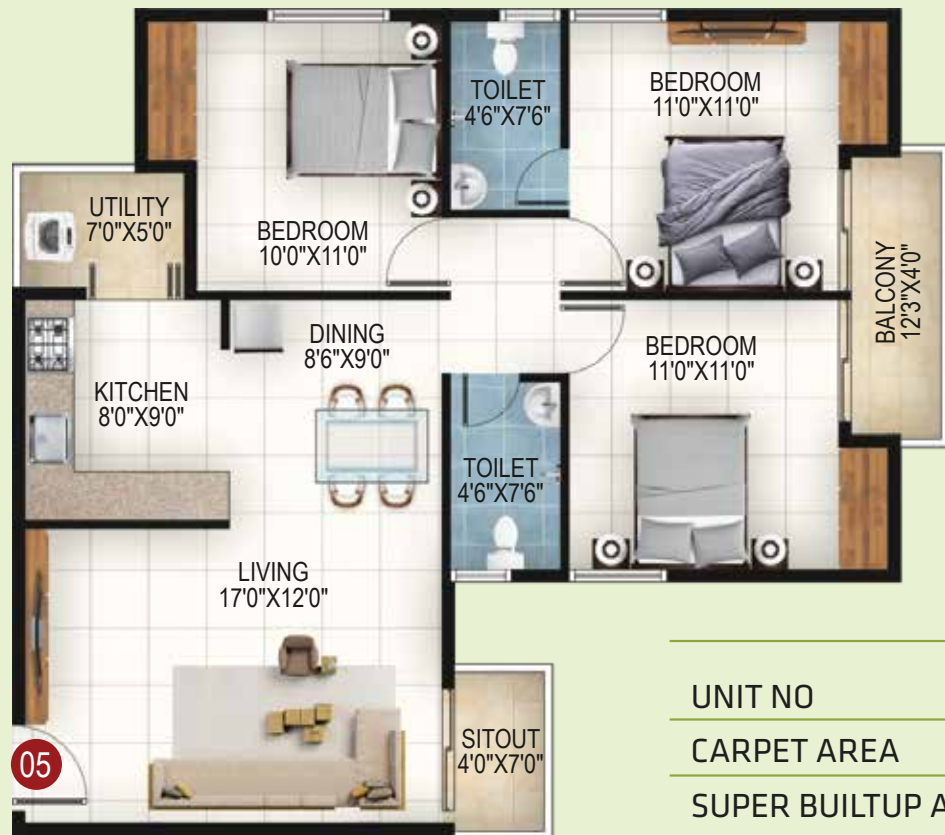 TOILET
4'6"X7'6"
BEDROOM
11'0"X11'0"
UTILITY
7'0"X5'0"
BEDROOM
10'0"X11'0"
BALCONY
12'3"X4'0"
DINING
8'6"X9'0"
BEDROOM
11'0"X11'0"
KITCHEN
8'0"X9'0"
TOILET
4'6"X7'6"
LIVING
17'0"X12'0"
SITOUT
4'0"X7'0"
05
UNIT NO
CARPET AREA
SUPER BUILTUP A